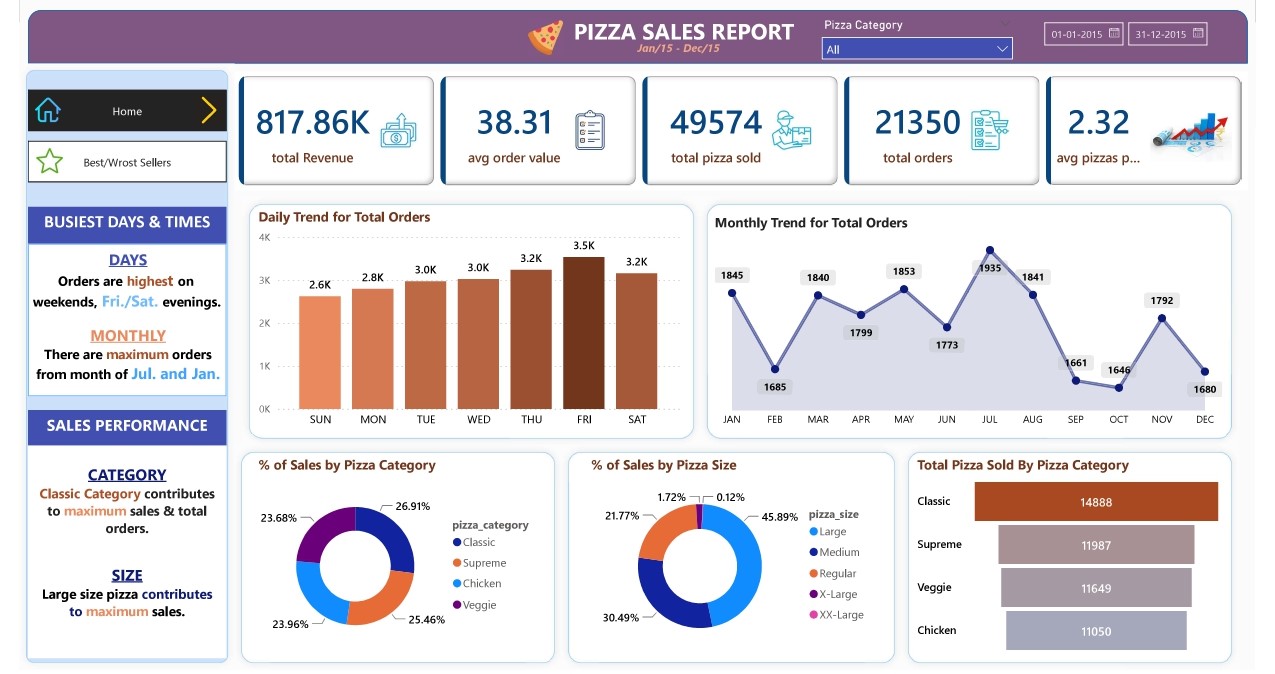 PIZZA SALES REPORT
Jan/15 - Dec/15
Pizza Category
All
01-01-2015
31-12-2015
Home
Best/Wrost Sellers
817.86K
total Revenue
38.31
avg order value
49574
total pizza sold
21350
total orders
2.32
avg pizzas p...
BUSIEST DAYS & TIMES
DAYS
Orders are highest on
weekends, Fri./Sat. evenings.
MONTHLY
There are maximum orders
from month of Jul. and Jan.
SALES PERFORMANCE
CATEGORY
Classic Category contributes
to maximum sales & total
orders.
SIZE
Large size pizza contributes
to maximum sales.
Daily Trend for Total Orders
4K
3K
2K
1K
0K
2.6K
2.8K
3.0K
3.0K
3.2K
3.5K
3.2K
SUN MON TUE WED THU FRI SAT
Monthly Trend for Total Orders
1845
1685
1840
1799
1853
1773
1935
1841
1661
1646
1792
1680
JAN FEB MAR APR MAY JUN JUL AUG SEP OCT NOV DEC
% of Sales by Pizza Category
26.91%
25.46%
23.96%
23.68%
pizza_category
Classic
Supreme
Chicken
Veggie
% of Sales by Pizza Size
1.72%
0.12%
21.77%
45.89%
30.49%
pizza_size
Large
Medium
Regular
X-Large
XX-Large
Total Pizza Sold By Pizza Category
Classic 14888
Supreme 11987
Veggie 11649
Chicken 11050